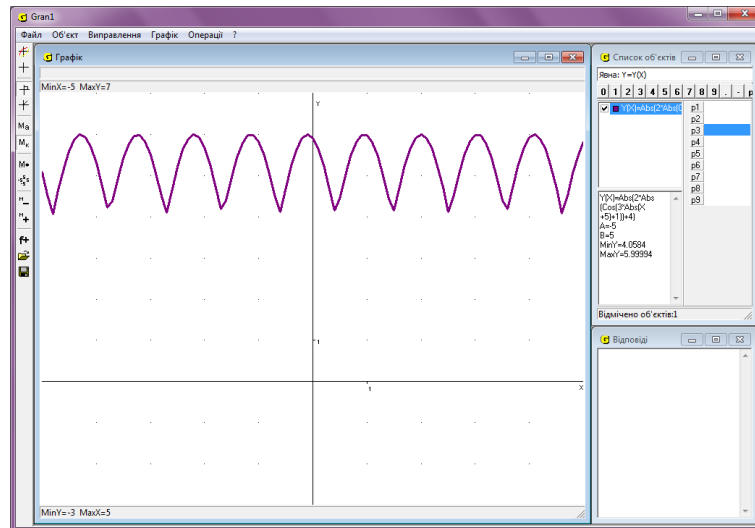 Gran1
Файл Об'єкт Виправлення Графік Операції ?
Графік
MinX=-5 MaxY=7
Y
1
1
X
MinY=-3 MaxX=5
Список об'єктів
Явна: Y=Y(X)
0 1 2 3 4 5 6 7 8 9 . - p
Y(X)=Abs(2*Abs(C
p1
p2
p3
p4
p5
p6
p7
p8
p9
Y(X)=Abs(2*Abs
(Cos(3*Abs(X
+5)+1))+4)
A=-5
B=5
MinY=4.0584
MaxY=5.99994
Відмічено об'єктів:1
Відповіді